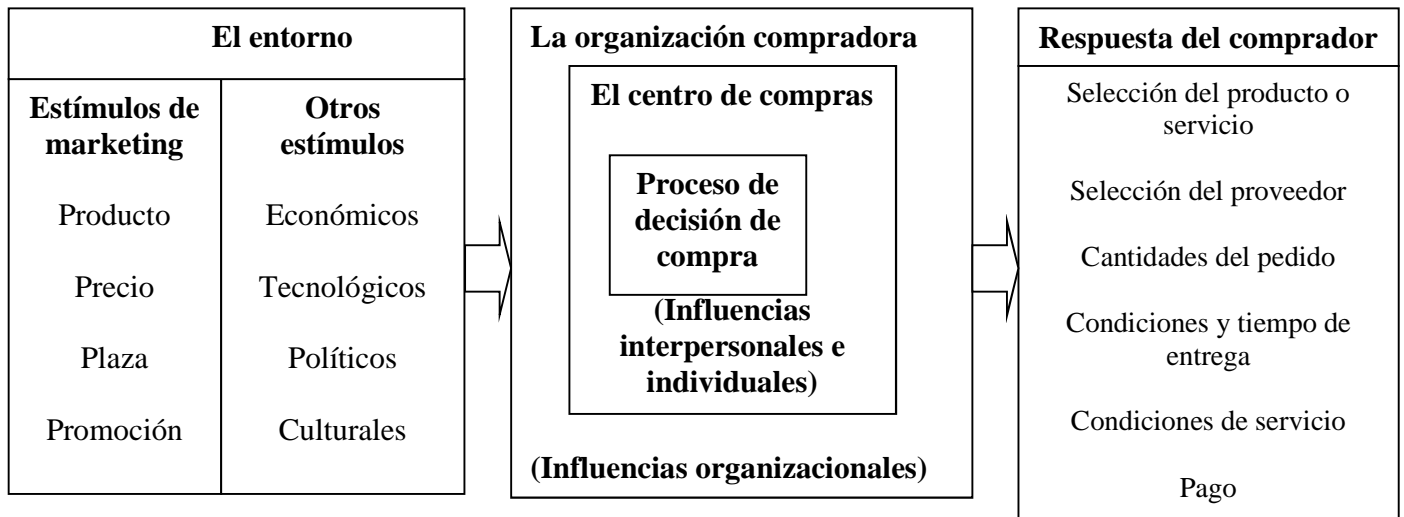 El entorno
Estímulos de
marketing
Producto
Precio
Plaza
Promoción
Otros
estímulos
Económicos
Tecnológicos
Políticos
Culturales
La organización compradora
El centro de compras
Proceso de
decisión de
compra
(Influencias
interpersonales e
individuales)
(Influencias organizacionales)
Respuesta del comprador
Selección del producto o
servicio
Selección del proveedor
Cantidades del pedido
Condiciones y tiempo de
entrega
Condiciones de servicio
Pago